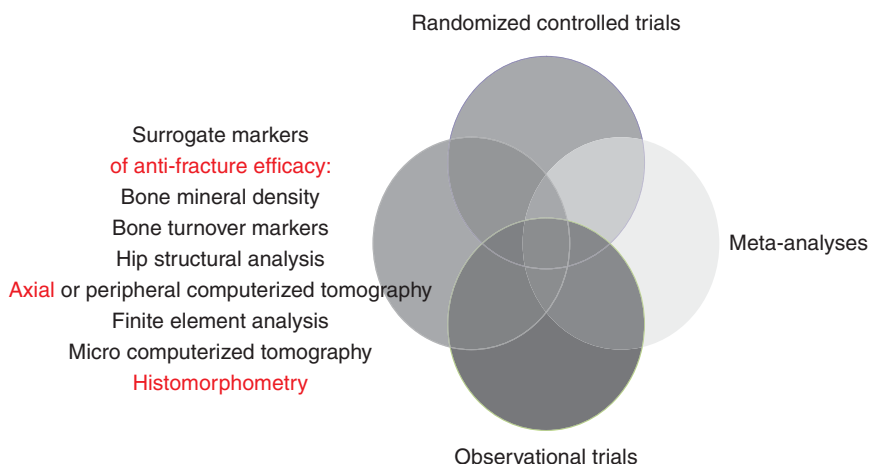 Randomized controlled trials
Surrogate markers
of anti-fracture efficacy:
Bone mineral density
Bone turnover markers
Hip structural analysis
Axial or peripheral computerized tomography
Finite element analysis
Micro computerized tomography
Histomorphometry
Meta-analyses
Observational trials